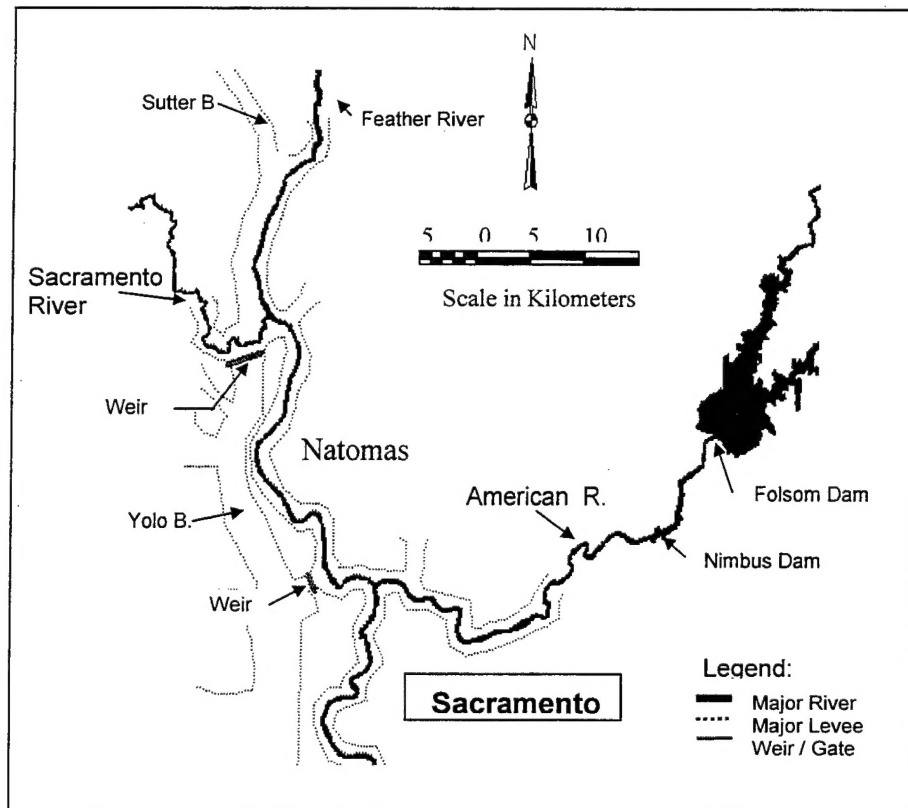 N
Sutter B
Feather River
5 0 5 10
Scale in Kilometers
Sacramento
River
Weir
Natomas
American R.
Folsom Dam
Yolo B.
Nimbus Dam
Weir
Sacramento
Legend:
Major River
Major Levee
Weir / Gate